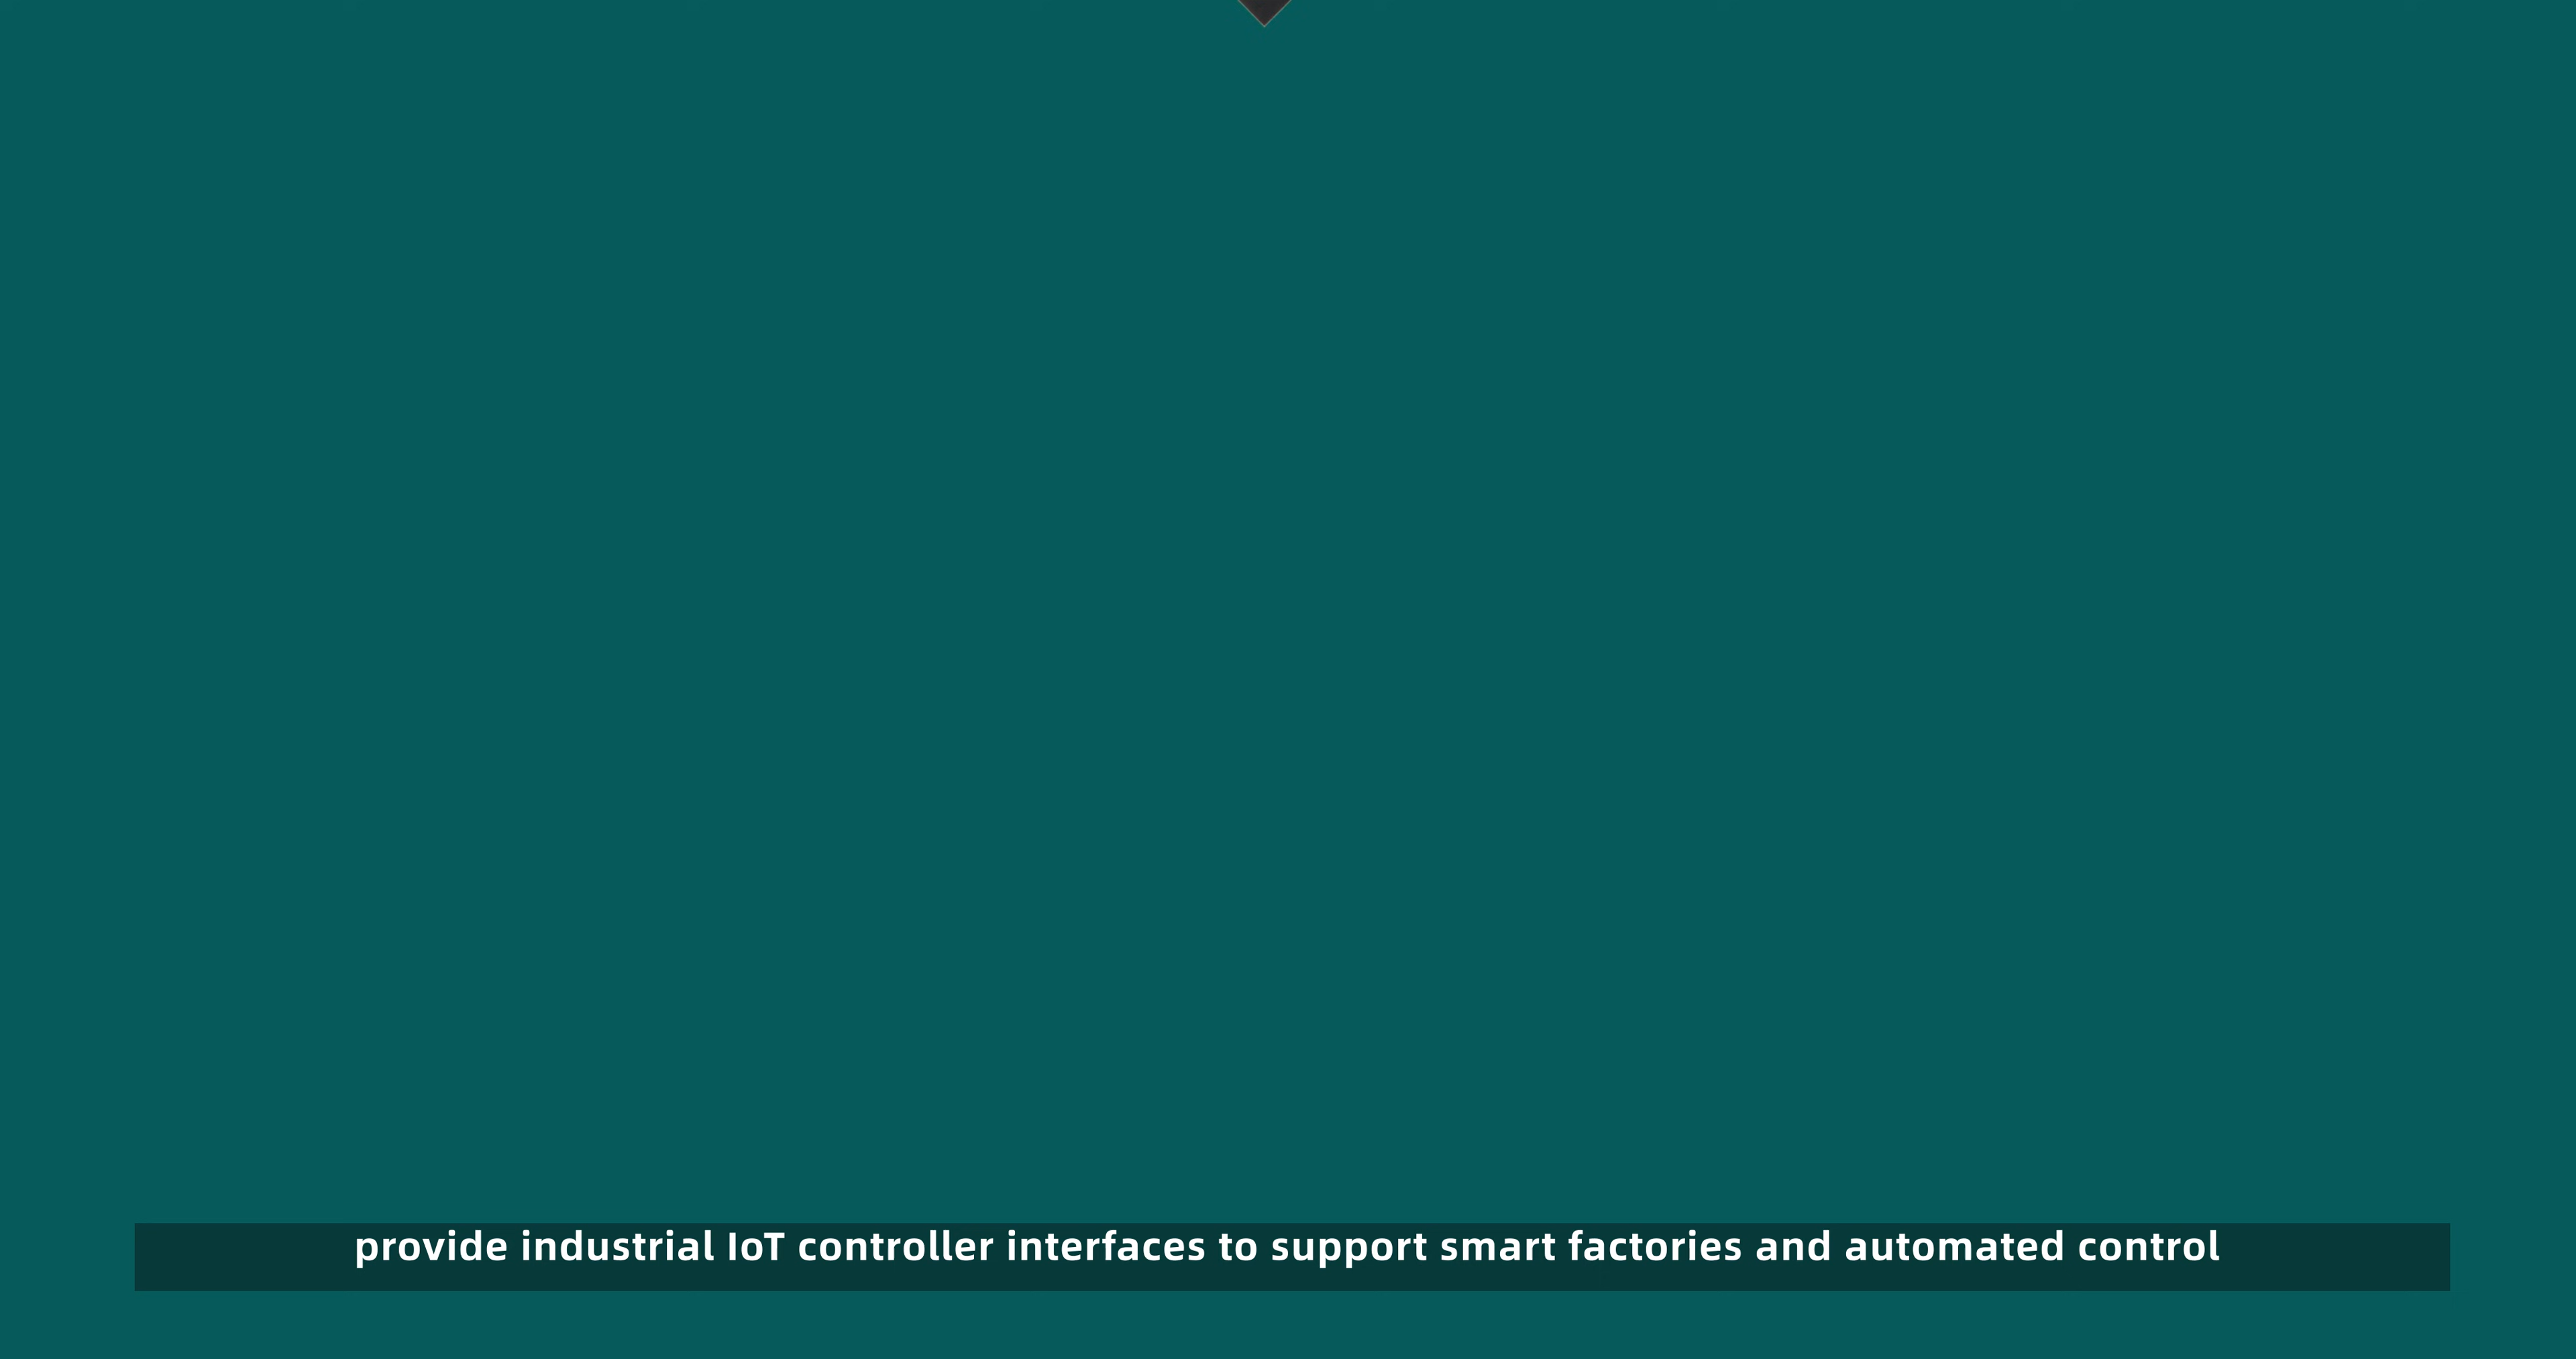 provide industrial IoT controller interfaces to support smart factories and automated control